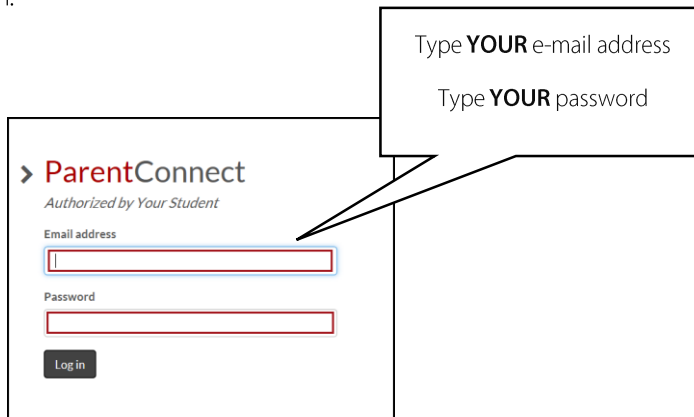 Type YOUR e-mail address
Type YOUR password
ParentConnect
Authorized by Your Student
Email address
Password
Log in